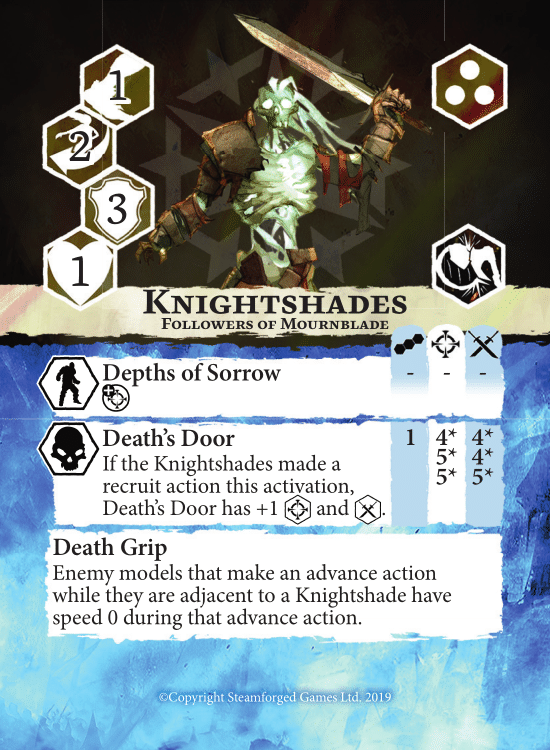 1
2
3
1
Knightshades
Followers of Mournblade
Depths of Sorrow
- - -
Death's Door
1 4* 4*
5* 4*
5* 5*
If the Knightshades made a
recruit action this activation,
Death's Door has +1 and .
Death Grip
Enemy models that make an advance action
while they are adjacent to a Knightshade have
speed 0 during that advance action.
©Copyright Steamforged Games Ltd. 2019